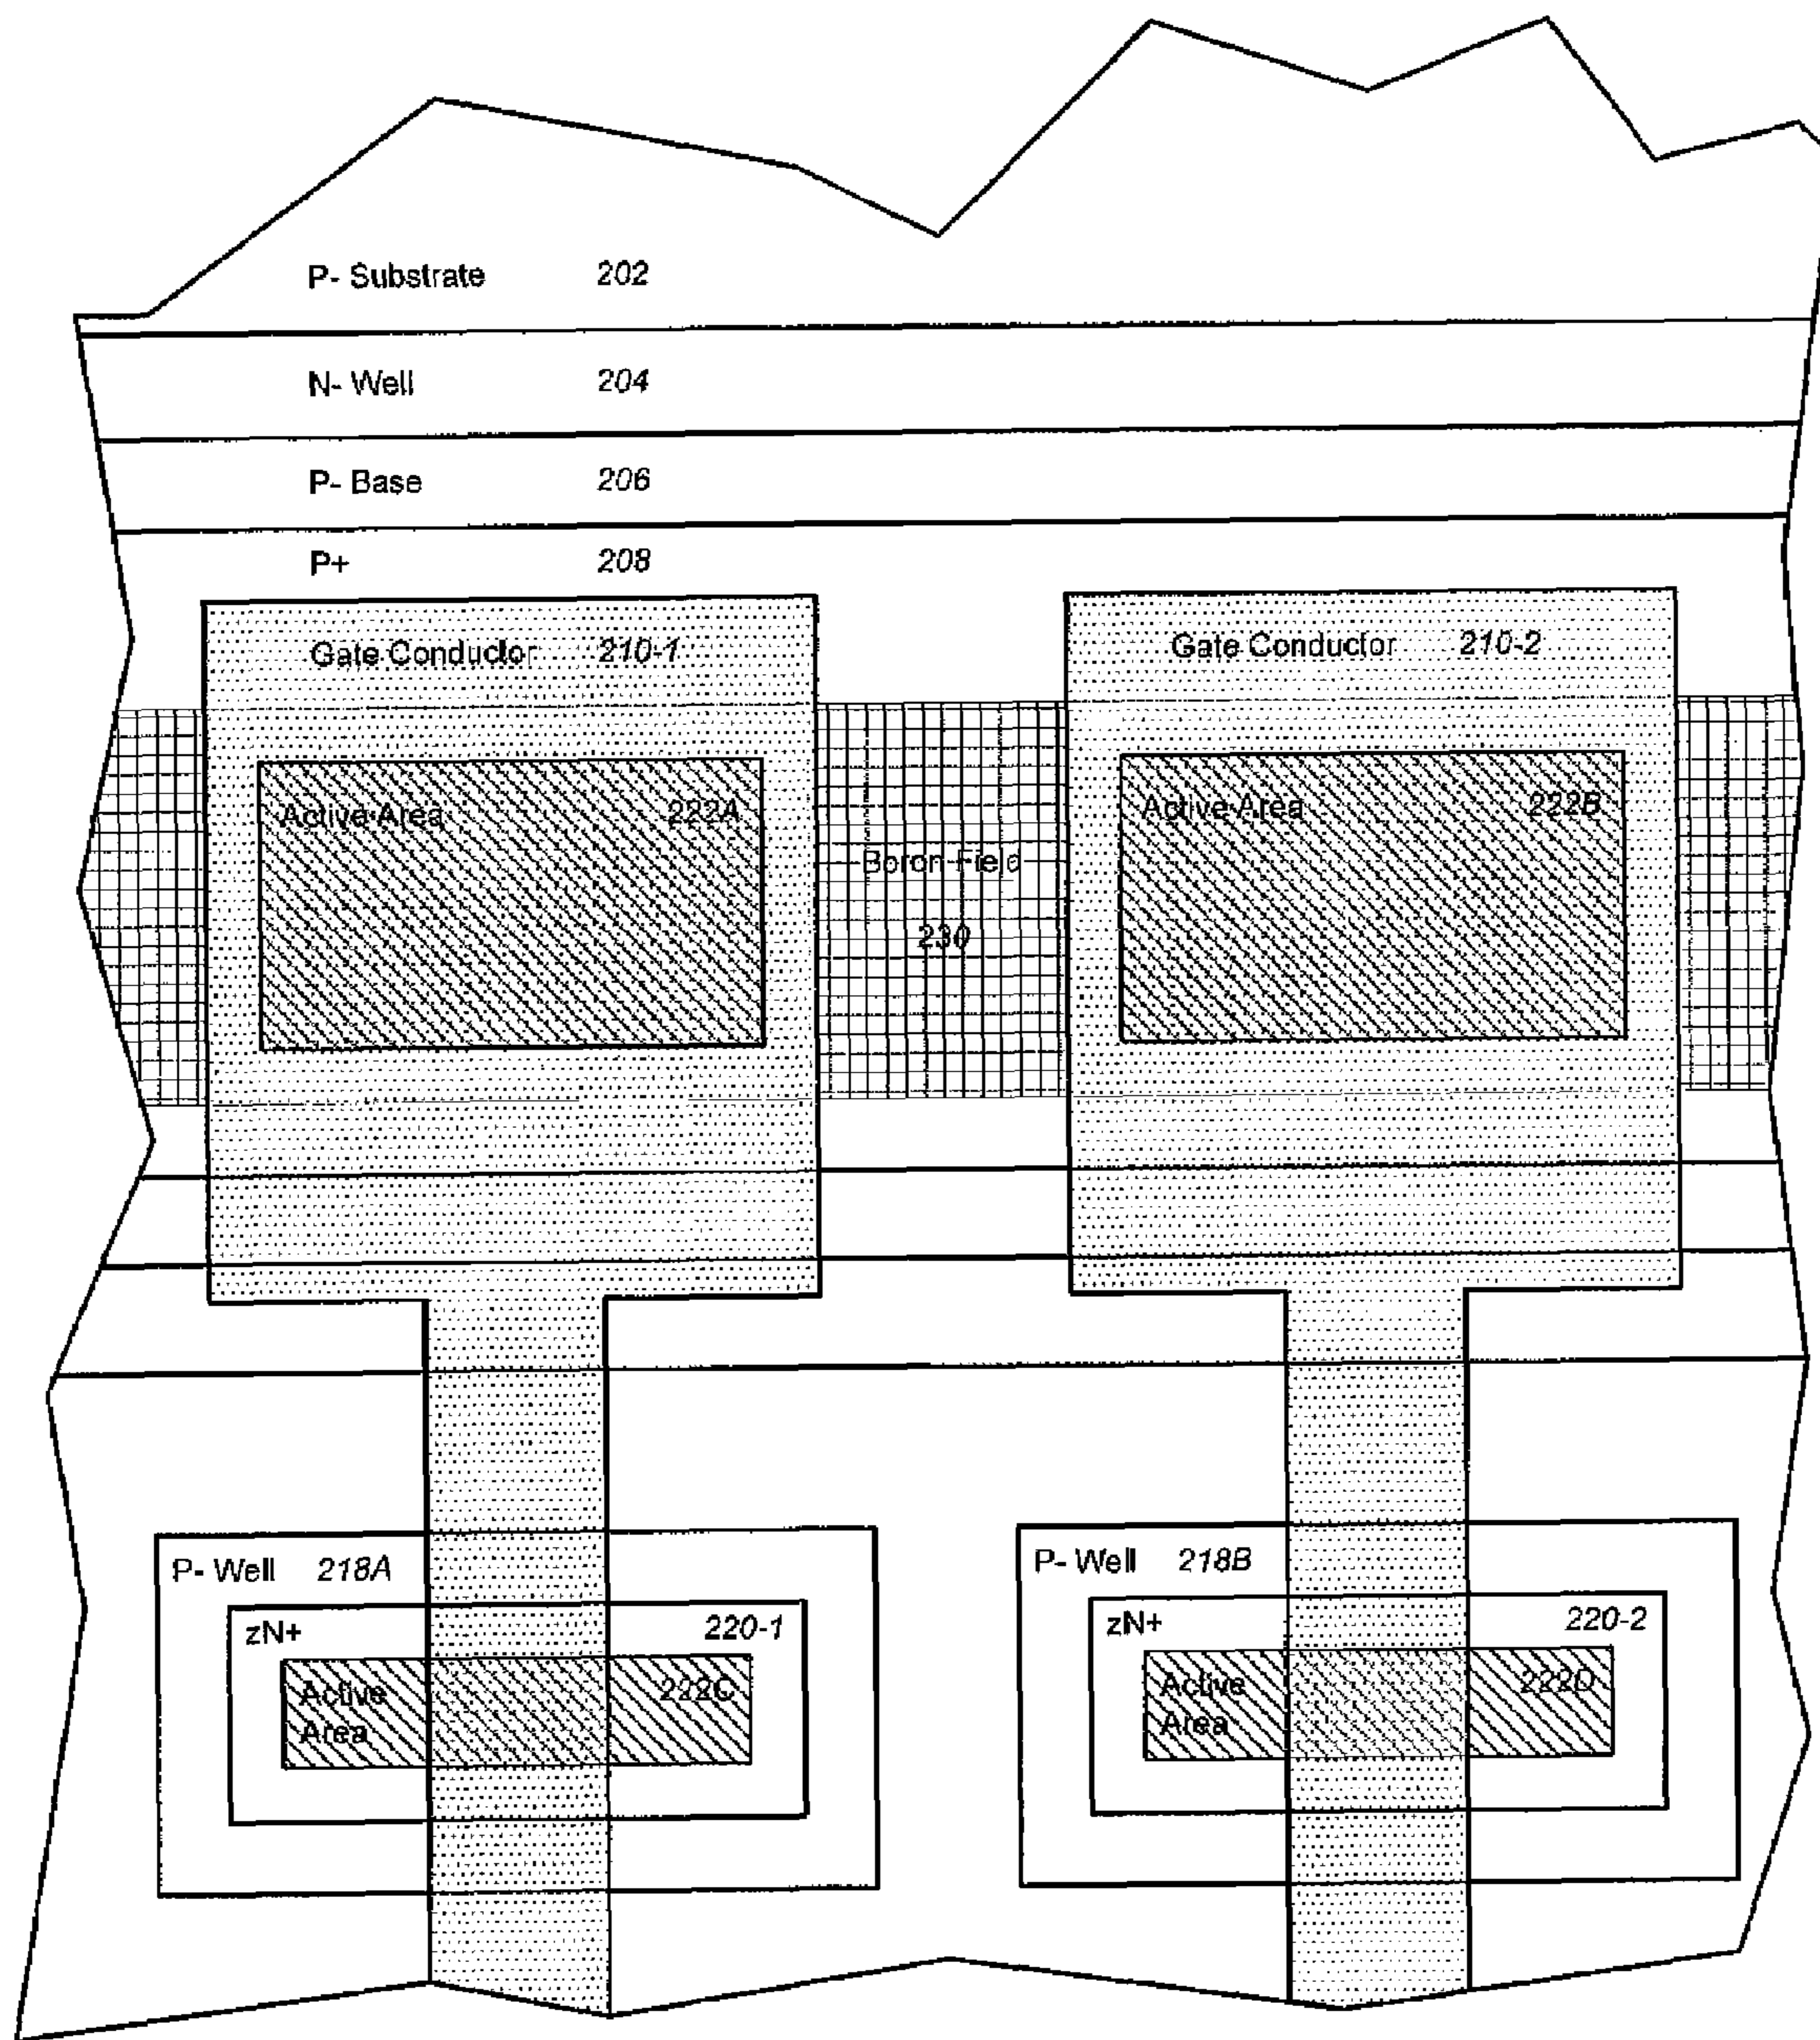 P- Substrate 202
N- Well 204
P- Base 206
P+ 208
Gate Conductor 210-1
Gate Conductor 210-2
Active Area 222A
Active Area 222B
Boron Field
230
P- Well 218A
P- Well 218B
zN+ 220-1
zN+ 220-2
Active 222C
Area
Active 222D
Area